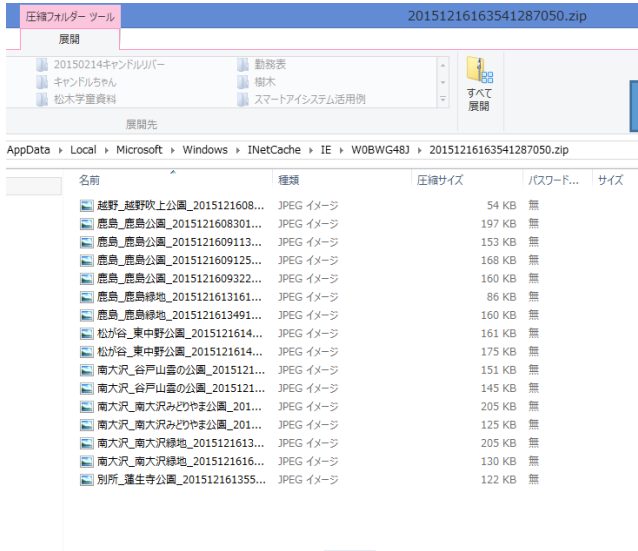 圧縮フォルダー ツール 20151216163541287050.zip
展開
20150214キャンドルリバー 勤務表
キャンドルちゃん 樹木
松木学童資料 スマートアイシステム活用例
すべて
展開
展開先
AppData ▸ Local ▸ Microsoft ▸ Windows ▸ INetCache ▸ IE ▸ W0BWG48J ▸ 20151216163541287050.zip
名前 種類 圧縮サイズ パスワード... サイズ
越野_越野吹上公園_2015121608... JPEG イメージ 54 KB 無
鹿島_鹿島公園_2015121608301... JPEG イメージ 197 KB 無
鹿島_鹿島公園_2015121609113... JPEG イメージ 153 KB 無
鹿島_鹿島公園_2015121609125... JPEG イメージ 168 KB 無
鹿島_鹿島公園_2015121609322... JPEG イメージ 160 KB 無
鹿島_鹿島緑地_2015121613161... JPEG イメージ 86 KB 無
鹿島_鹿島緑地_2015121613491... JPEG イメージ 160 KB 無
松が谷_東中野公園_201512161​4... JPEG イメージ 161 KB 無
松が谷_東中野公園_2015121614... JPEG イメージ 175 KB 無
南大沢_谷戸山雲の公園_2015121... JPEG イメージ 151 KB 無
南大沢_谷戸山雲の公園_2015121... JPEG イメージ 145 KB 無
南大沢_南大沢みどりやま公園_201... JPEG イメージ 205 KB 無
南大沢_南大沢みどりやま公園_201... JPEG イメージ 125 KB 無
南大沢_南大沢緑地_2015121613... JPEG イメージ 205 KB 無
南大沢_南大沢緑地_2015121616... JPEG イメージ 130 KB 無
別所_蓮生寺公園_201512161355... JPEG イメージ 122 KB 無